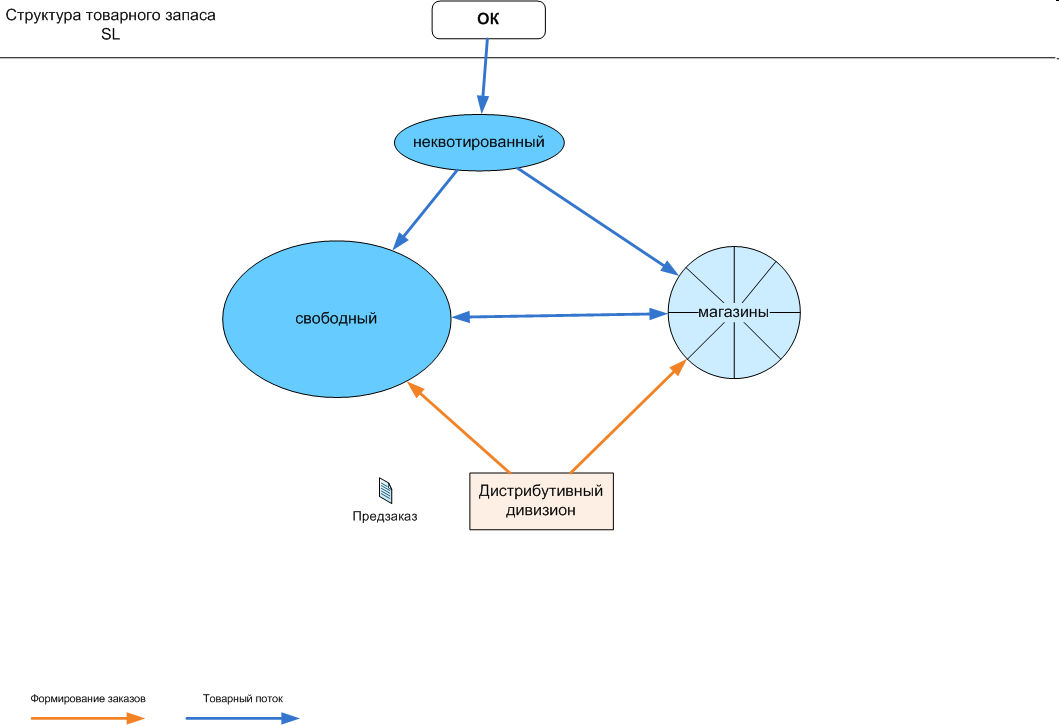 Структура товарного запаса
SL
ОК
неквотированный
свободный
магазины
Дистрибутивный
дивизион
Предзаказ
Формирование заказов
Товарный поток